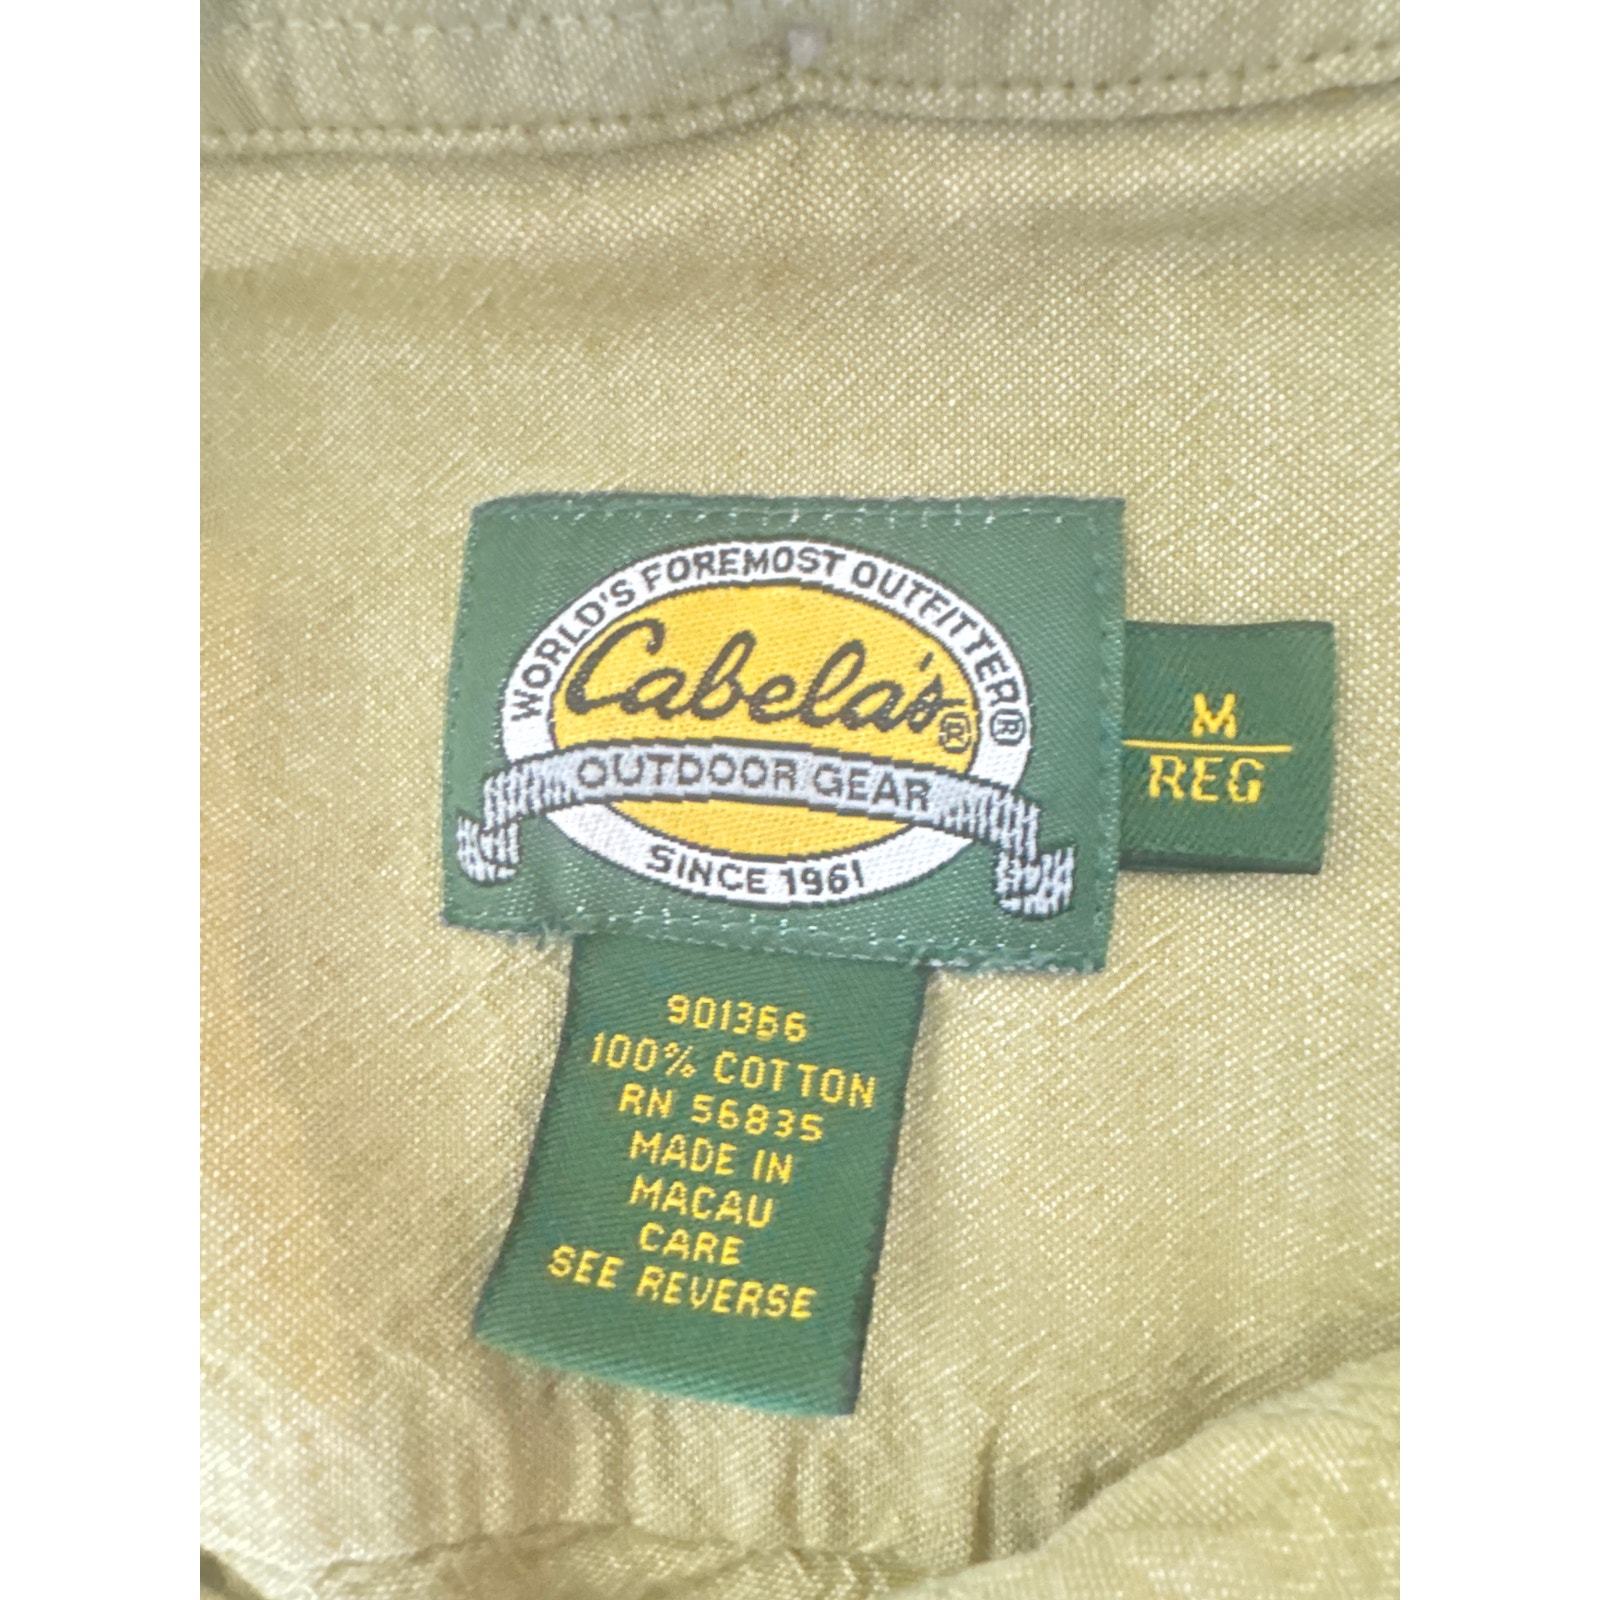 WORLD'S FOREMOST OUTFITTER®
Cabela's®
OUTDOOR GEAR
SINCE 1961
M
REG
901366
100% COTTON
RN 56835
MADE IN
MACAU
CARE
SEE REVERSE